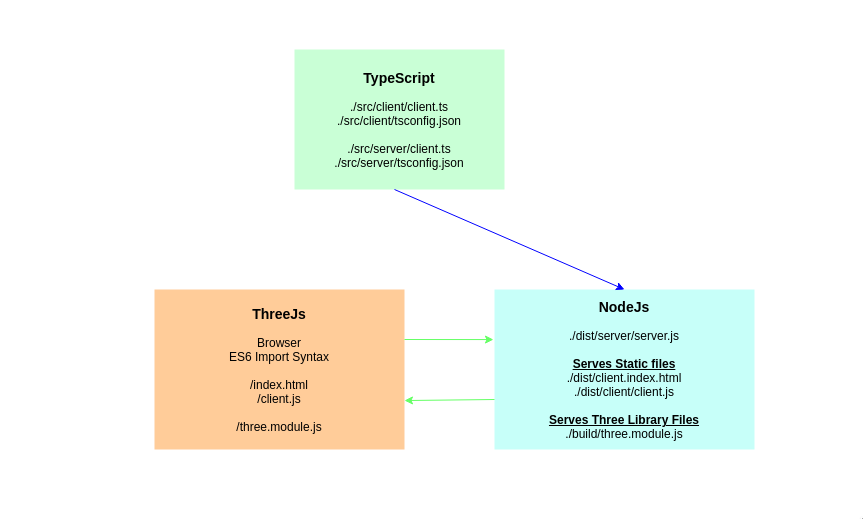 TypeScript
./src/client/client.ts
./src/client/tsconfig.json
./src/server/client.ts
./src/server/tsconfig.json
ThreeJs
Browser
ES6 Import Syntax
/index.html
/client.js
/three.module.js
NodeJs
./dist/server/server.js
Serves Static files
./dist/client.index.html
./dist/client/client.js
Serves Three Library Files
./build/three.module.js